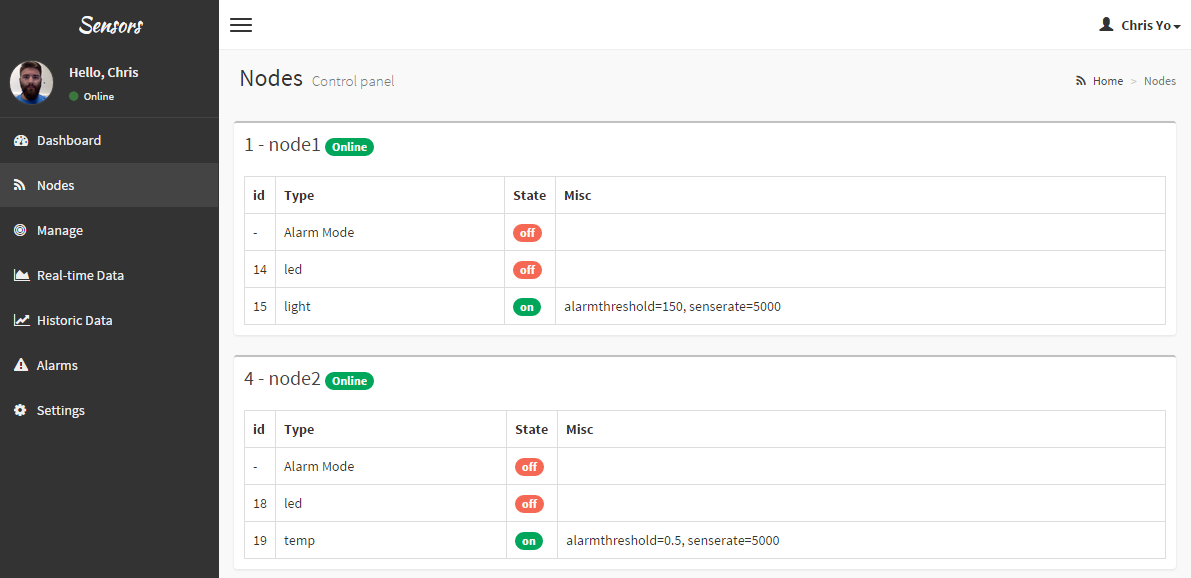 Sensors
Hello, Chris
Online
Dashboard
Nodes
Manage
Real-time Data
Historic Data
Alarms
Settings
Chris Yo
Nodes Control panel
Home > Nodes
1 - node1 Online
id Type State Misc
- Alarm Mode off
14 led off
15 light on alarmthreshold=150, senserate=5000
4 - node2 Online
id Type State Misc
- Alarm Mode off
18 led off
19 temp on alarmthreshold=0.5, senserate=5000